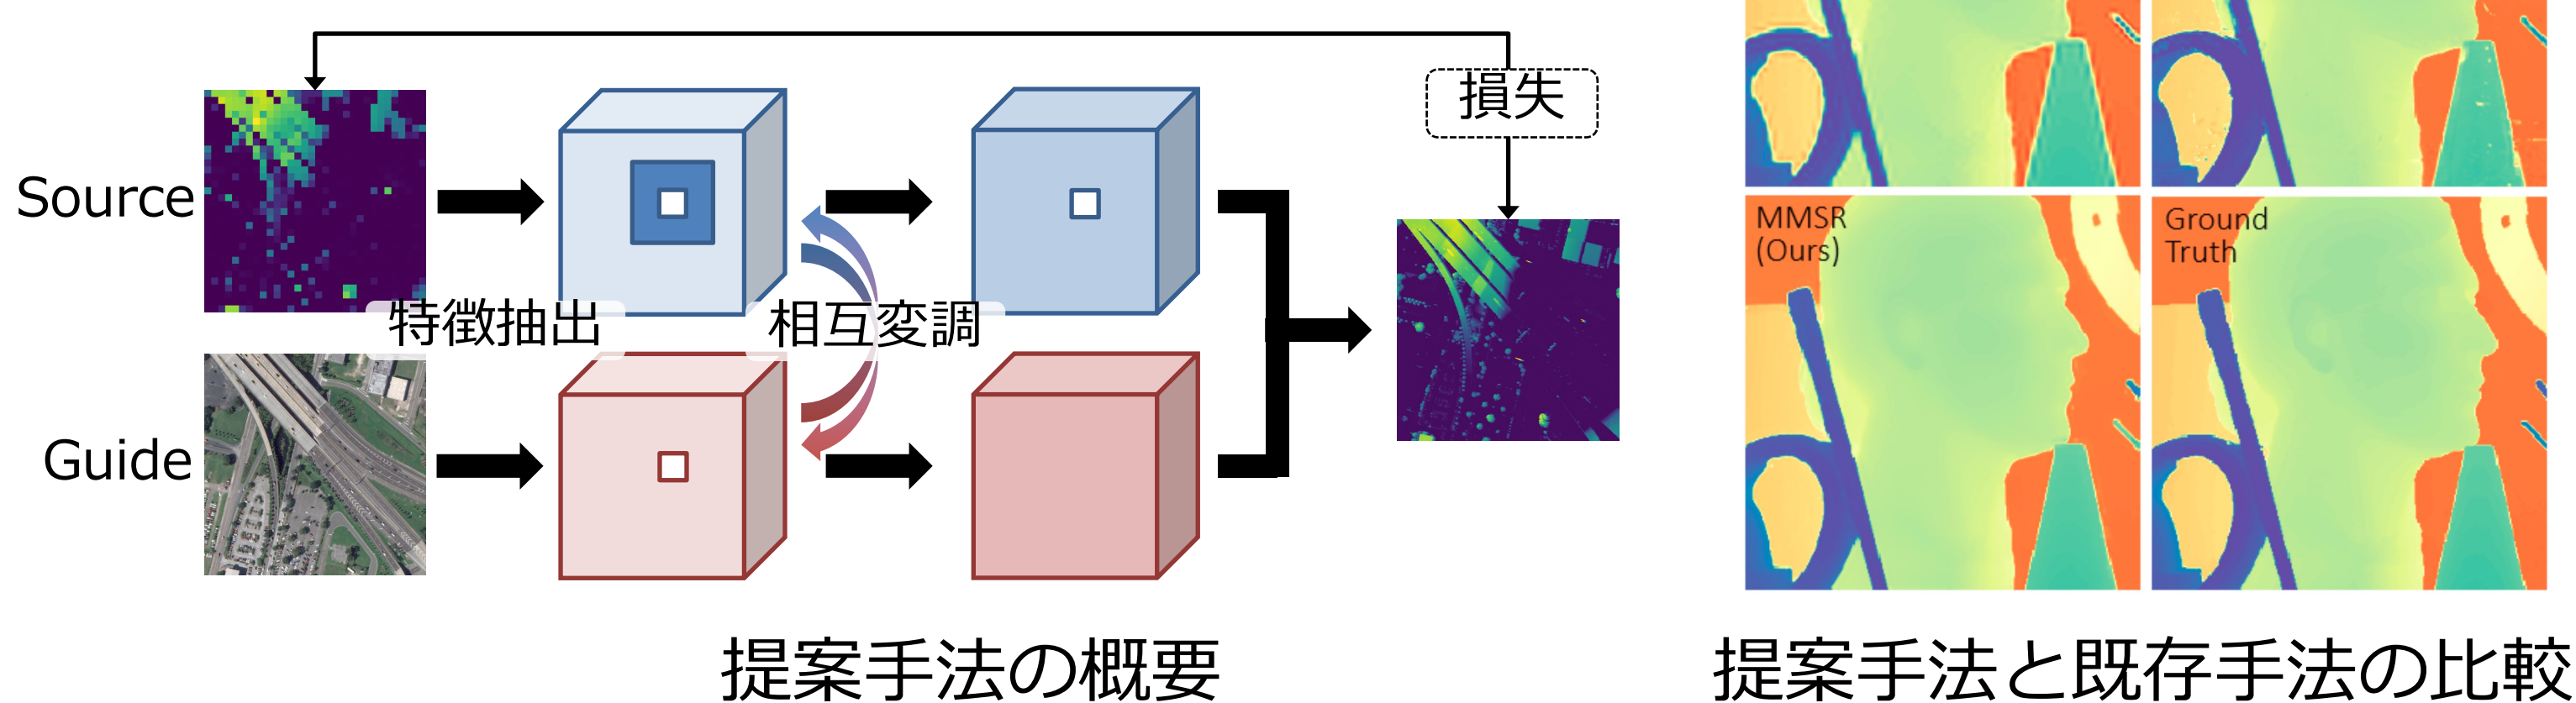 損失
Source
特徴抽出
相互変調
Guide
提案手法の概要
MMSR
(Ours)
Ground
Truth
提案手法と既存手法の比較